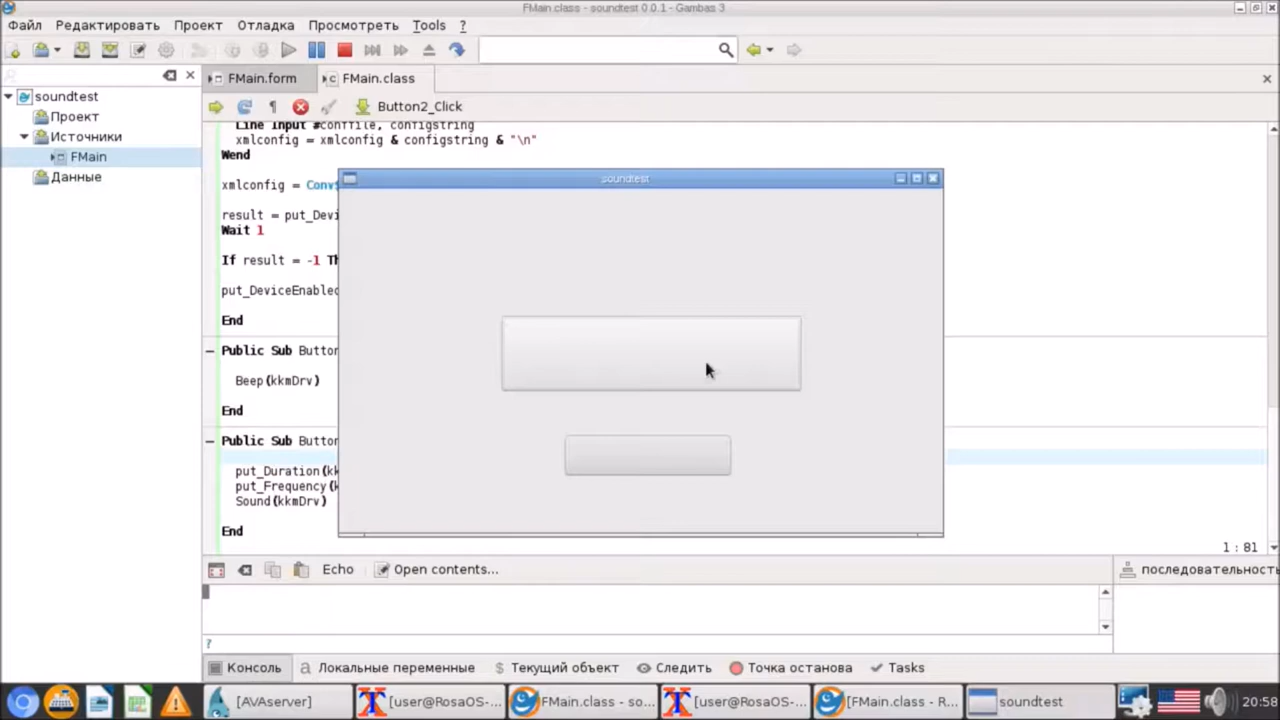 FMain.class - soundtest 0.0.1 - Gambas 3
Файл Редактировать Проект Отладка Просмотреть Tools ?
FMain.form FMain.class
soundtest
Проект
Источники
FMain
Данные
Button2_Click
Line Input #conffile, configstring
xmlconfig = xmlconfig & configstring & "\n"
Wend
xmlconfig = Conv
result = put_Devi
Wait 1
If result = -1 Th
put_DeviceEnabled
End
Public Sub Button
Beep(kkmDrv)
End
Public Sub Button
put_Duration(kk
put_Frequency(k
Sound(kkmDrv)
End
soundtest
1 : 81
Echo Open contents...
последовательность
?
Консоль Локальные переменные Текущий объект Следить Точка останова Tasks
[AVAserver] [user@RosaOS-... FMain.class - so... [user@RosaOS-... [FMain.class - R... soundtest 20:58